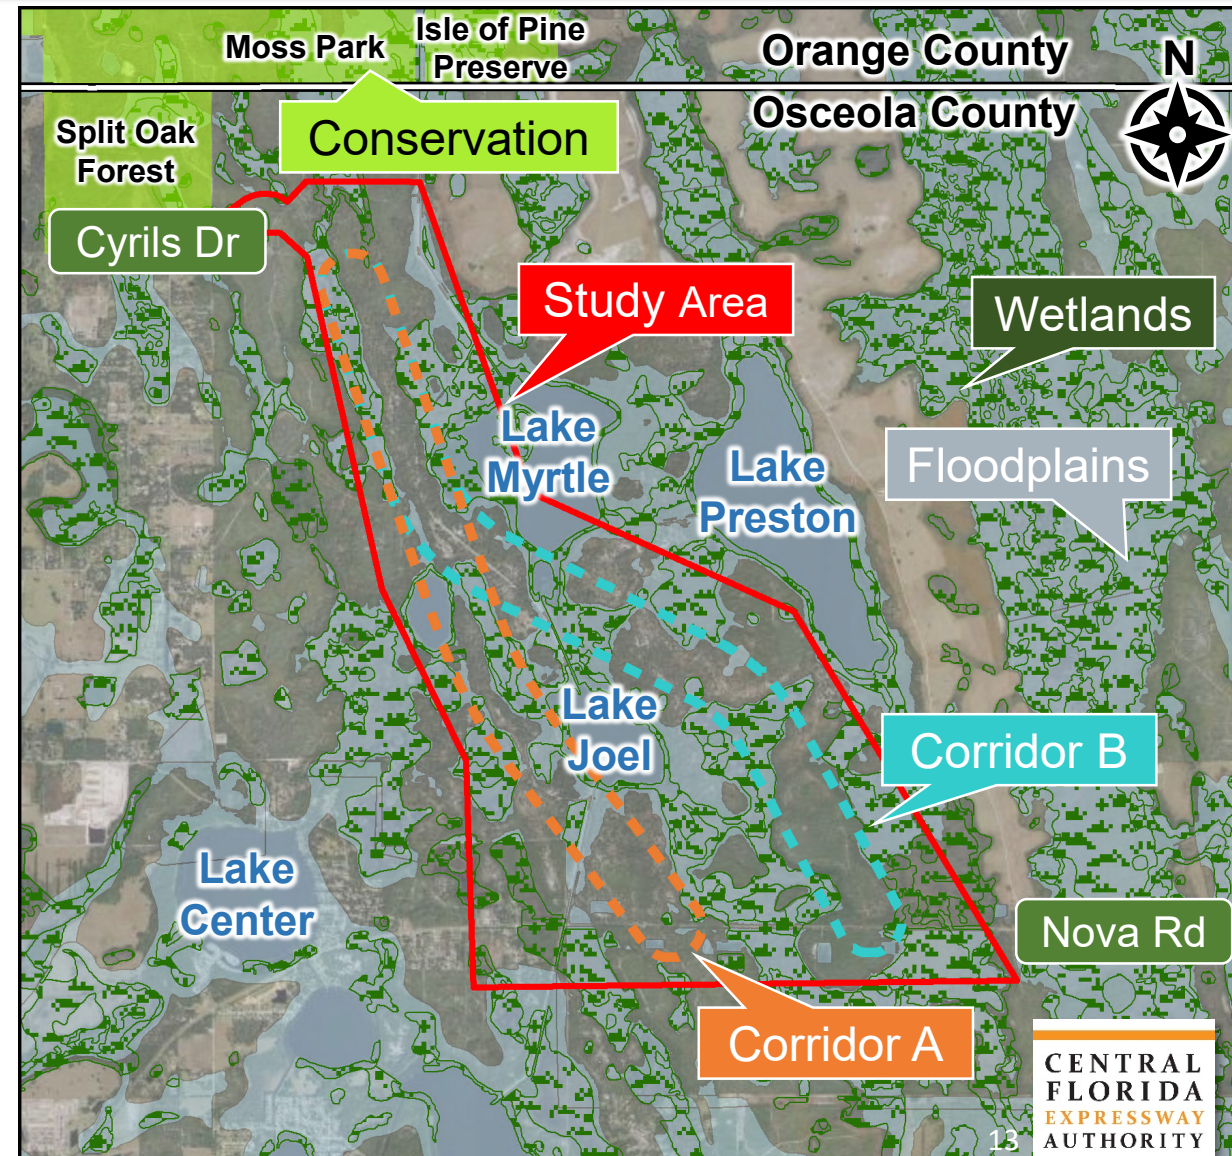 Moss Park
Isle of Pine
Preserve
Orange County
N
Osceola County
Split Oak
Forest
Conservation
Cyrils Dr
Study Area
Wetlands
Lake
Myrtle
Lake
Preston
Floodplains
Lake
Joel
Corridor B
Lake
Center
Nova Rd
Corridor A
CENTRAL
FLORIDA
EXPRESSWAY
AUTHORITY
13